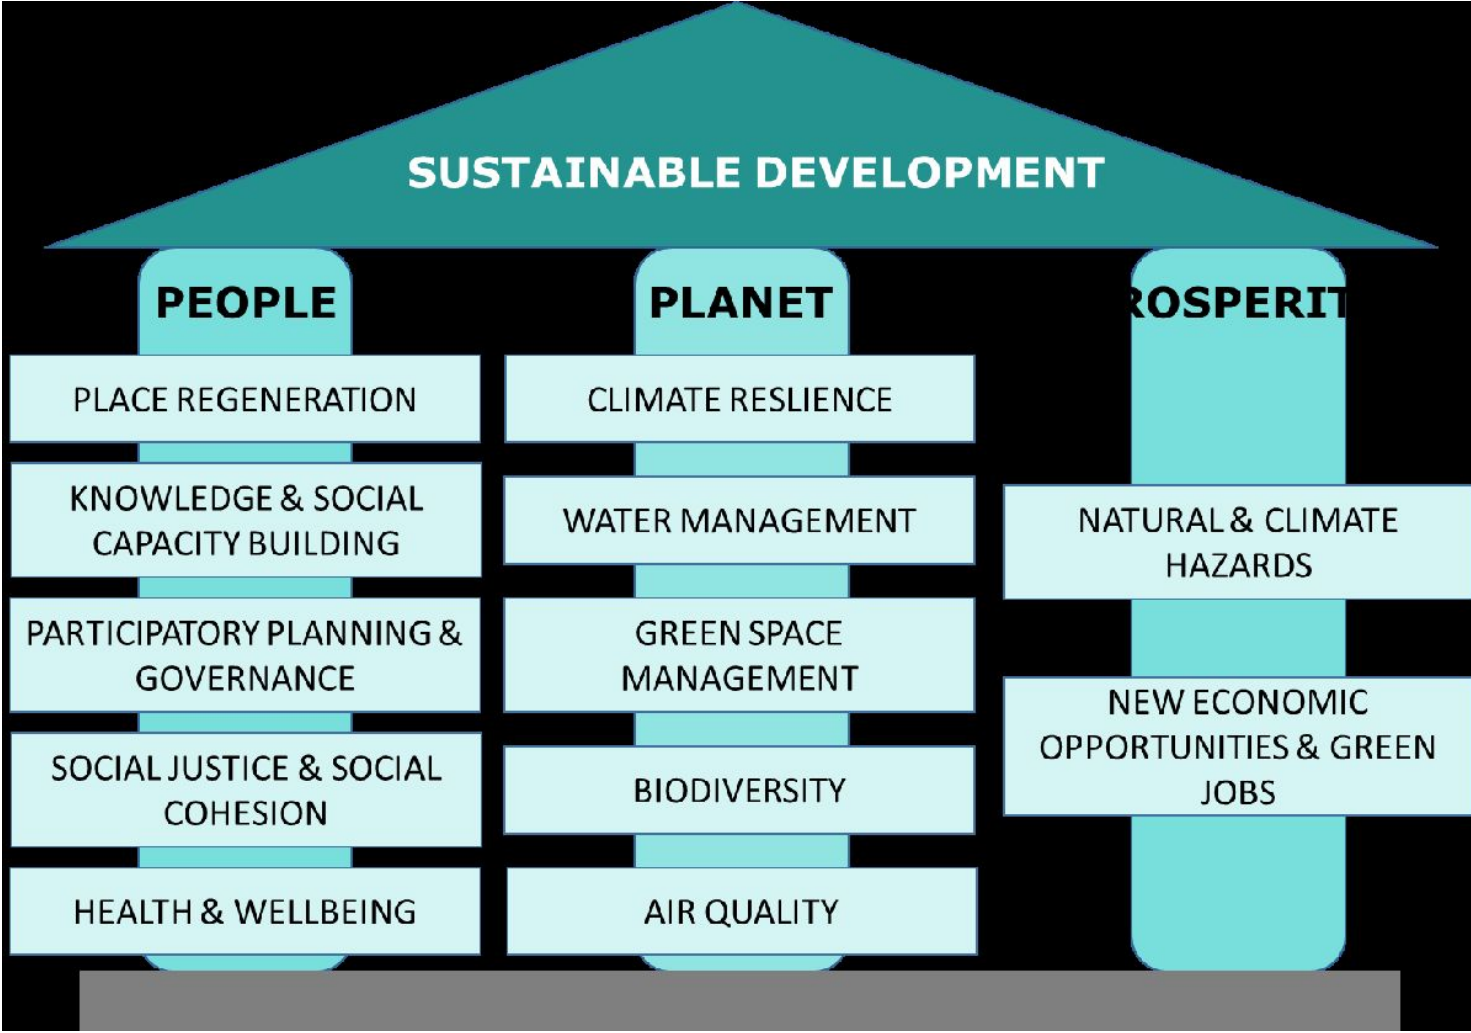 SUSTAINABLE DEVELOPMENT
PEOPLE
PLACE REGENERATION
KNOWLEDGE & SOCIAL
CAPACITY BUILDING
PARTICIPATORY PLANNING &
GOVERNANCE
SOCIAL JUSTICE & SOCIAL
COHESION
HEALTH & WELLBEING
PLANET
CLIMATE RESLIENCE
WATER MANAGEMENT
GREEN SPACE
MANAGEMENT
BIODIVERSITY
AIR QUALITY
ROSPERIT
NATURAL & CLIMATE
HAZARDS
NEW ECONOMIC
OPPORTUNITIES & GREEN
JOBS